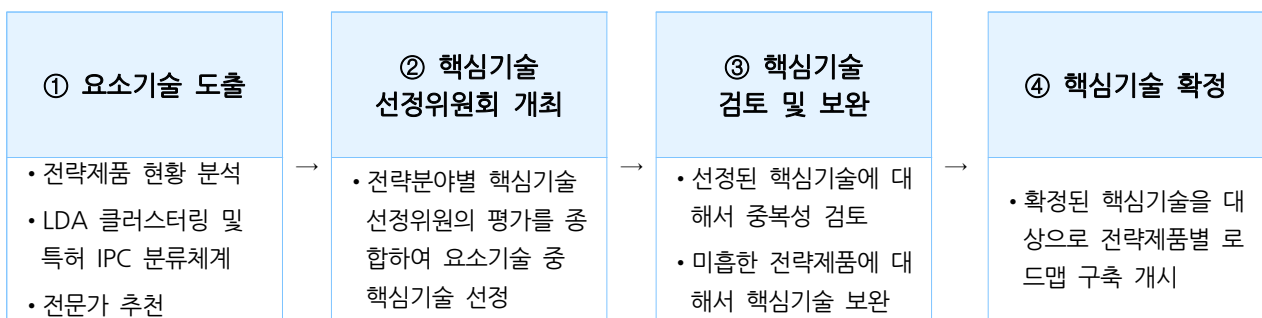 ① 요소기술 도출
• 전략제품 현황 분석
• LDA 클러스터링 및
특허 IPC 분류체계
• 전문가 추천
→
② 핵심기술
선정위원회 개최
• 전략분야별 핵심기술
선정위원의 평가를 종
합하여 요소기술 중
핵심기술 선정
→
③ 핵심기술
검토 및 보완
• 선정된 핵심기술에 대
해서 중복성 검토
• 미흡한 전략제품에 대
해서 핵심기술 보완
→
④ 핵심기술 확정
• 확정된 핵심기술을 대
상으로 전략제품별 로
드맵 구축 개시